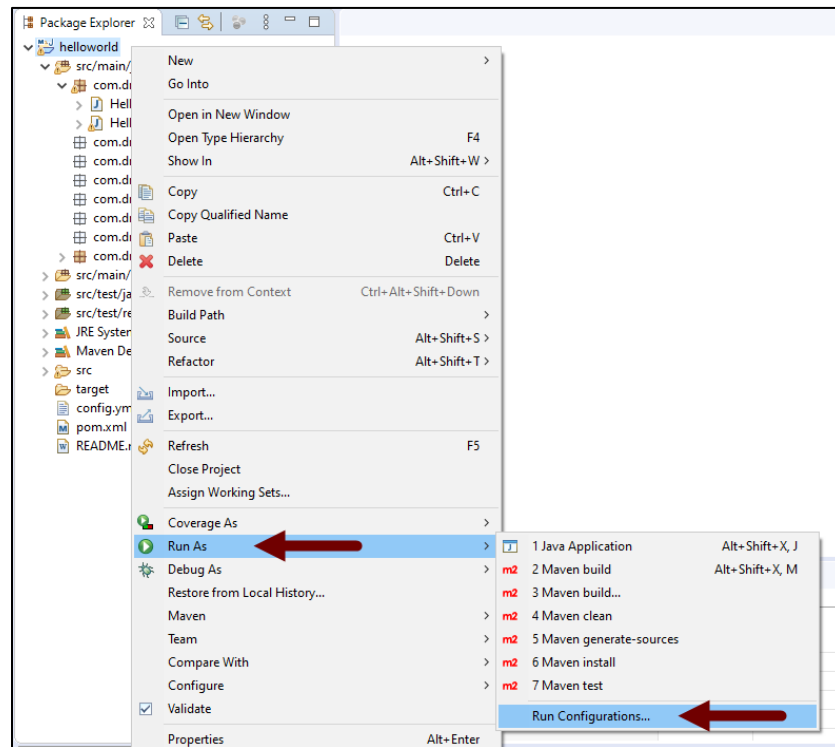 Package Explorer
helloworld
src/main/
com.d
Hell
Hell
com.d
com.d
com.d
com.d
com.d
com.d
com.d
src/main/
src/test/ja
src/test/re
JRE System
Maven De
src
target
config.ym
pom.xml
README.
New
Go Into
Open in New Window
Open Type Hierarchy F4
Show In Alt+Shift+W
Copy Ctrl+C
Copy Qualified Name
Paste Ctrl+V
Delete Delete
Remove from Context Ctrl+Alt+Shift+Down
Build Path
Source Alt+Shift+S
Refactor Alt+Shift+T
Import...
Export...
Refresh F5
Close Project
Assign Working Sets...
Coverage As
Run As
Debug As
Restore from Local History...
Maven
Team
Compare With
Configure
Validate
Properties Alt+Enter
1 Java Application Alt+Shift+X, J
m2 2 Maven build Alt+Shift+X, M
m2 3 Maven build...
m2 4 Maven clean
m2 5 Maven generate-sources
m2 6 Maven install
m2 7 Maven test
Run Configurations...